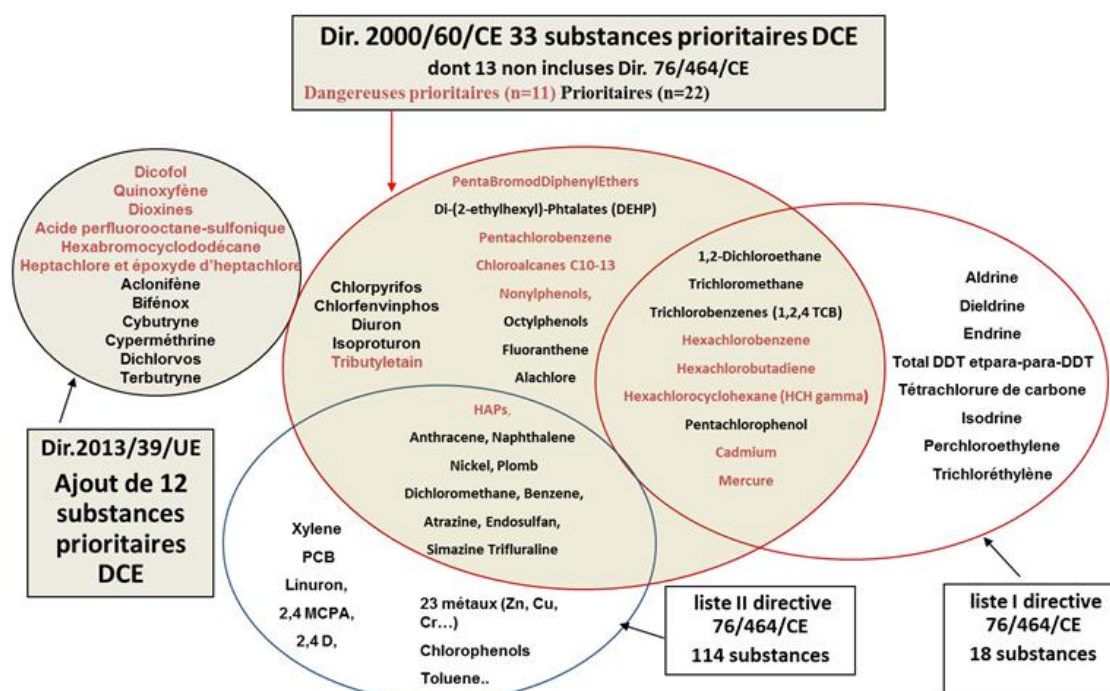 Dir. 2000/60/CE 33 substances prioritaires DCE
dont 13 non incluses Dir. 76/464/CE
Dangereuses prioritaires (n=11) Prioritaires (n=22)
Dicofol
Quinoxyfène
Dioxines
Acide perfluorooctane-sulfonique
Hexabromocyclododécane
Heptachlore et époxyde d'heptachlore
Aclonifène
Bifénox
Cybutryne
Cyperméthrine
Dichlorvos
Terbutryne
Dir.2013/39/UE
Ajout de 12
substances
prioritaires
DCE
PentaBromodDiphenylEthers
Di-(2-ethylhexyl)-Phtalates (DEHP)
Pentachlorobenzene
Chloroalcanes C10-13
Nonylphenols,
Octylphenols
Fluoranthene
Alachlore
Chlorpyrifos
Chlorfenvinphos
Diuron
Isoproturon
Tributyletain
1,2-Dichloroethane
Trichloromethane
Trichlorobenzenes (1,2,4 TCB)
Hexachlorobenzene
Hexachlorobutadiene
Hexachlorocyclohexane (HCH gamma)
Pentachlorophenol
Cadmium
Mercure
Aldrine
Dieldrine
Endrine
Total DDT etpara-para-DDT
Tétrachlorure de carbone
Isodrine
Perchloroethylene
Trichloréthylène
HAPs,
Anthracene, Naphthalene
Nickel, Plomb
Dichloromethane, Benzene,
Atrazine, Endosulfan,
Simazine Trifluraline
Xylene
PCB
Linuron,
2,4 MCPA,
2,4 D,
23 métaux (Zn, Cu,
Cr…)
Chlorophenols
Toluene..
liste II directive
76/464/CE
114 substances
liste I directive
76/464/CE
18 substances